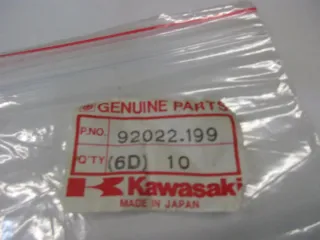 GENUINE PARTS
P.NO. 92022.199
Q'TY (6D) 10
Kawasaki
MADE IN JAPAN